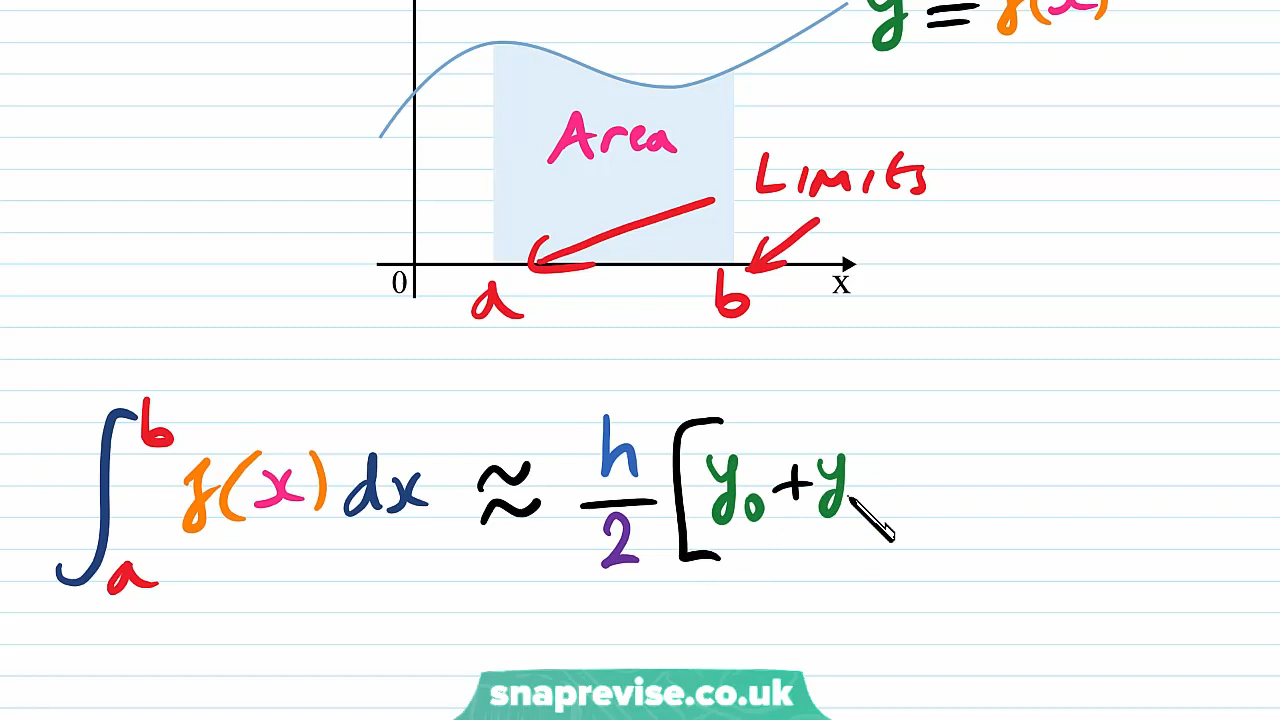 y = f(x)
Area
Limits
0
a
b
x
∫ₐᵇ f(x) dx ≈ h/2 [y₀ + y
snaprevise.co.uk